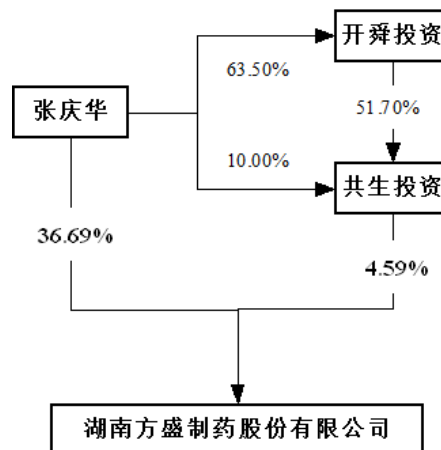 开舜投资
63.50%
51.70%
张庆华
10.00%
共生投资
36.69%
4.59%
湖南方盛制药股份有限公司